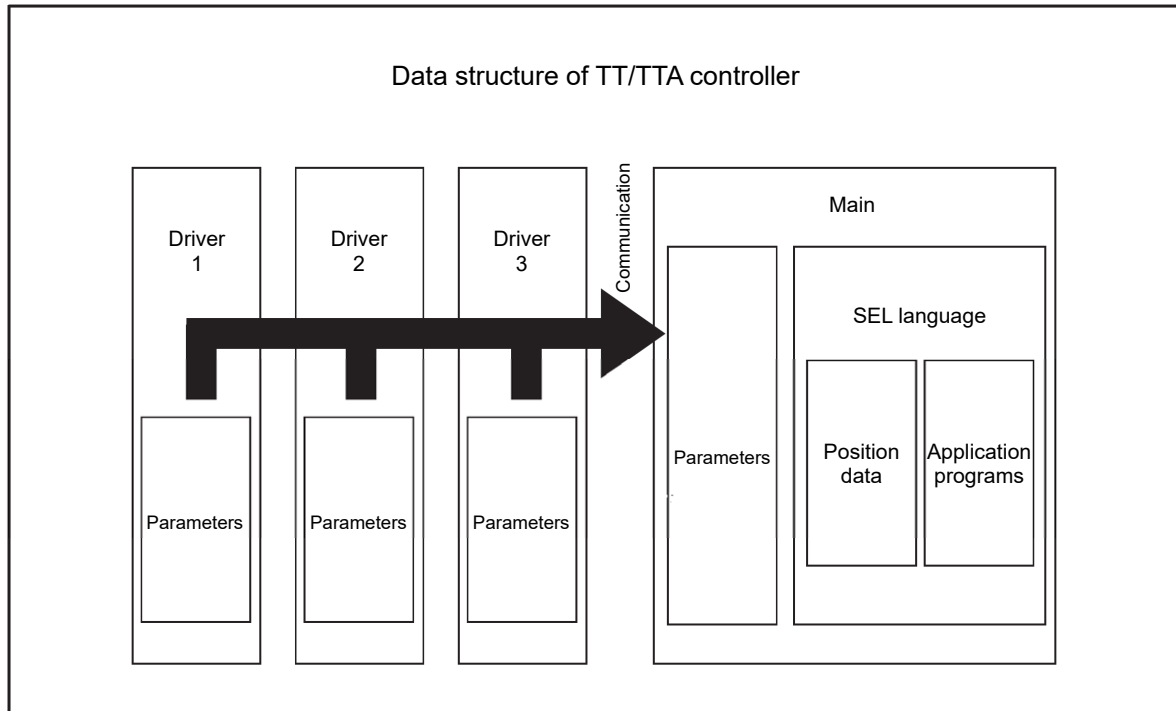 Data structure of TT/TTA controller
Driver
1
Driver
2
Driver
3
Communication
Main
SEL language
Parameters
Parameters
Parameters
Parameters
Position
data
Application
programs